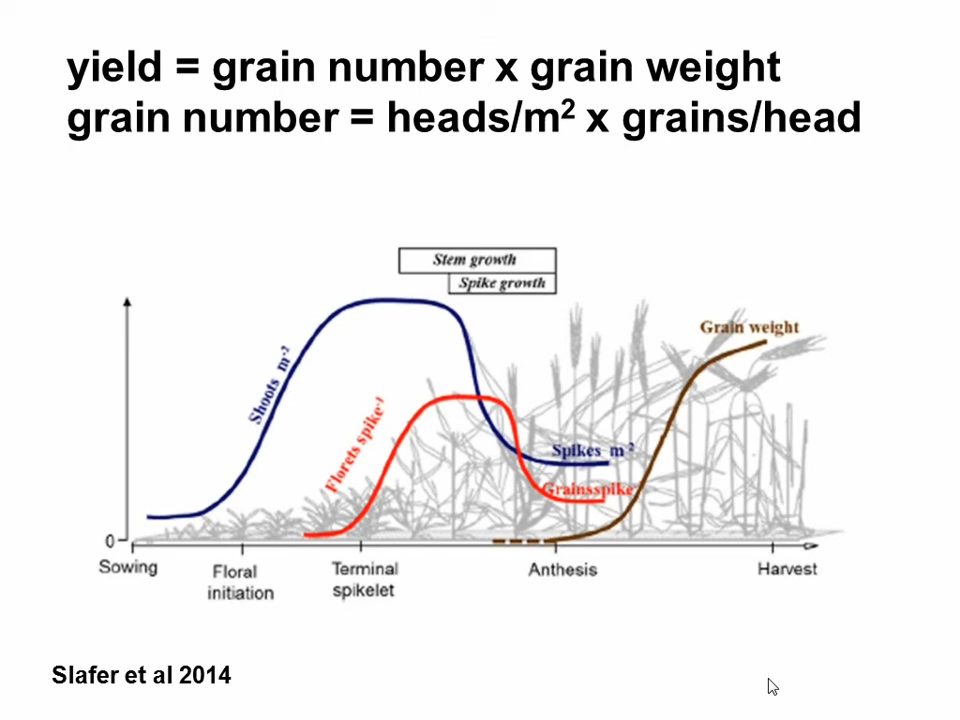 yield = grain number x grain weight
grain number = heads/m² x grains/head
Stem growth
Spike growth
Grain weight
Shoots m⁻²
Florets spike⁻¹
Spikes m⁻²
Grainsspike
0
Sowing
Floral
initiation
Terminal
spikelet
Anthesis
Harvest
Slafer et al 2014